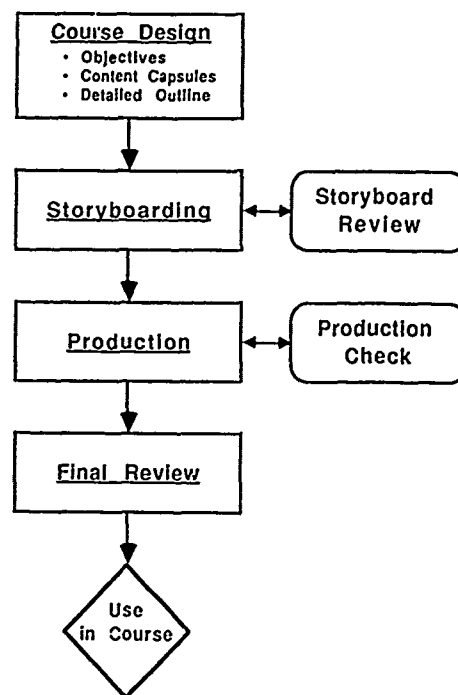 Course Design
• Objectives
• Content Capsules
• Detailed Outline
Storyboarding
Storyboard
Review
Production
Production
Check
Final Review
Use
in Course